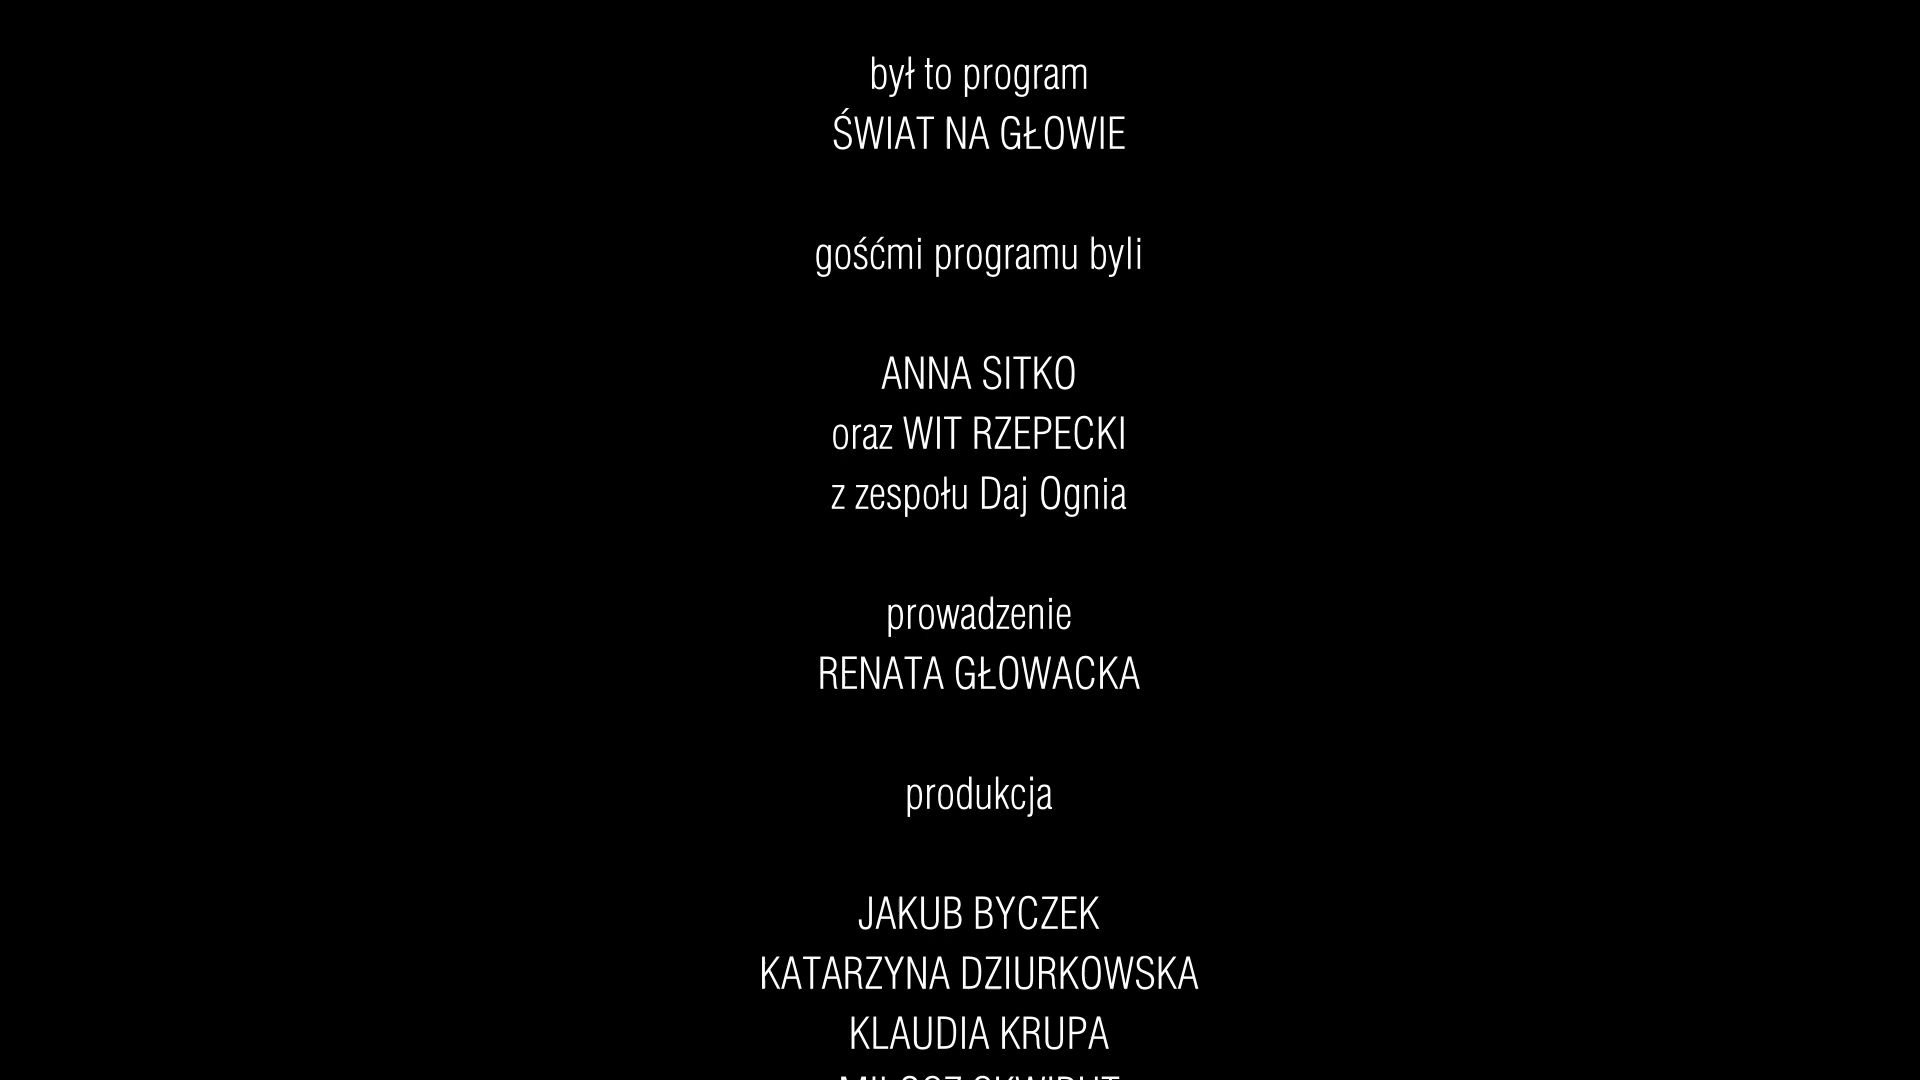 był to program
ŚWIAT NA GŁOWIE
gośćmi programu byli
ANNA SITKO
oraz WIT RZEPECKI
z zespołu Daj Ognia
prowadzenie
RENATA GŁOWACKA
produkcja
JAKUB BYCZEK
KATARZYNA DZIURKOWSKA
KLAUDIA KRUPA